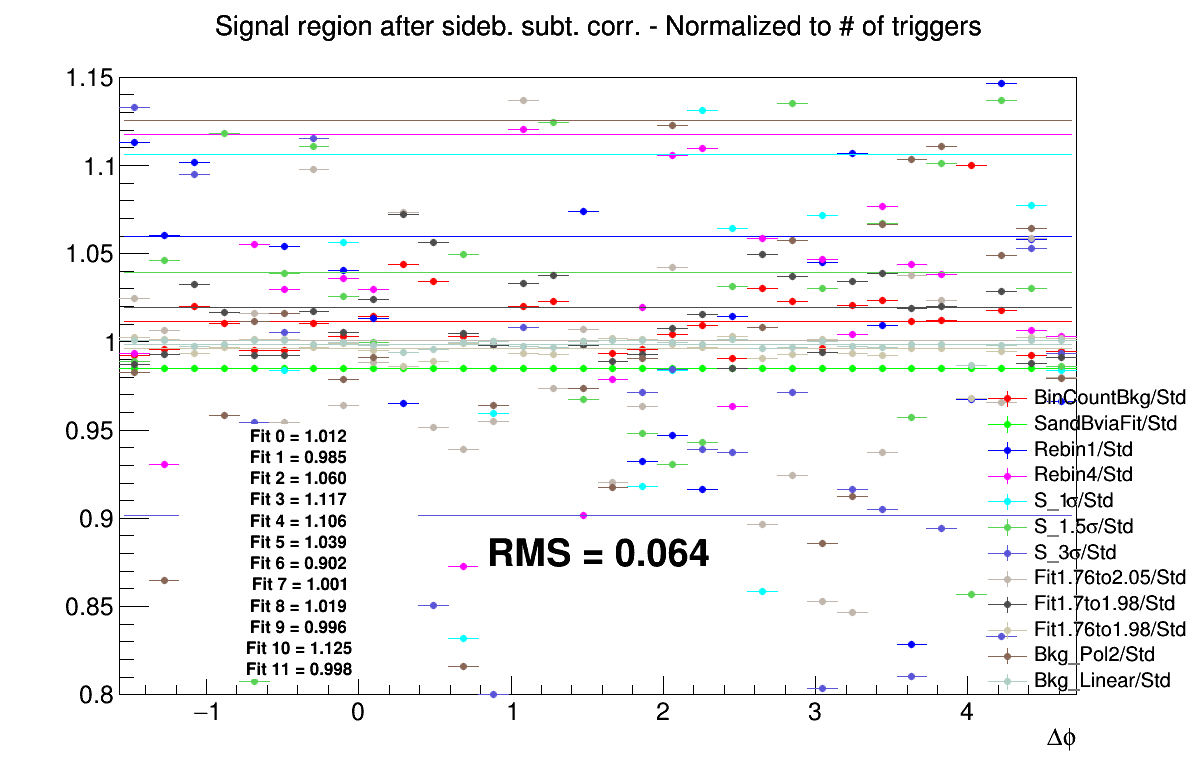 Signal region after sideb. subt. corr. - Normalized to # of triggers
1.15
1.1
1.05
1
0.95
0.9
0.85
0.8
Fit 0 = 1.012
Fit 1 = 0.985
Fit 2 = 1.060
Fit 3 = 1.117
Fit 4 = 1.106
Fit 5 = 1.039
Fit 6 = 0.902
Fit 7 = 1.001
Fit 8 = 1.019
Fit 9 = 0.996
Fit 10 = 1.125
Fit 11 = 0.998
RMS = 0.064
BinCountBkg/Std
SandBviaFit/Std
Rebin1/Std
Rebin4/Std
S_1σ/Std
S_1.5σ/Std
S_3σ/Std
Fit1.76to2.05/Std
Fit1.7to1.98/Std
Fit1.76to1.98/Std
Bkg_Pol2/Std
Bkg_Linear/Std
−1 0 1 2 3 4
Δϕ